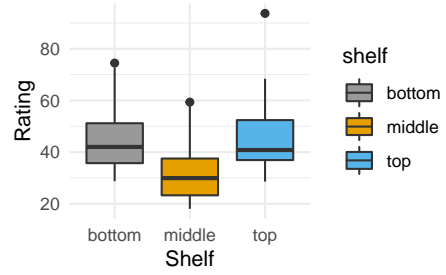 80
60
40
20
Rating
bottom middle top
Shelf
shelf
bottom
middle
top